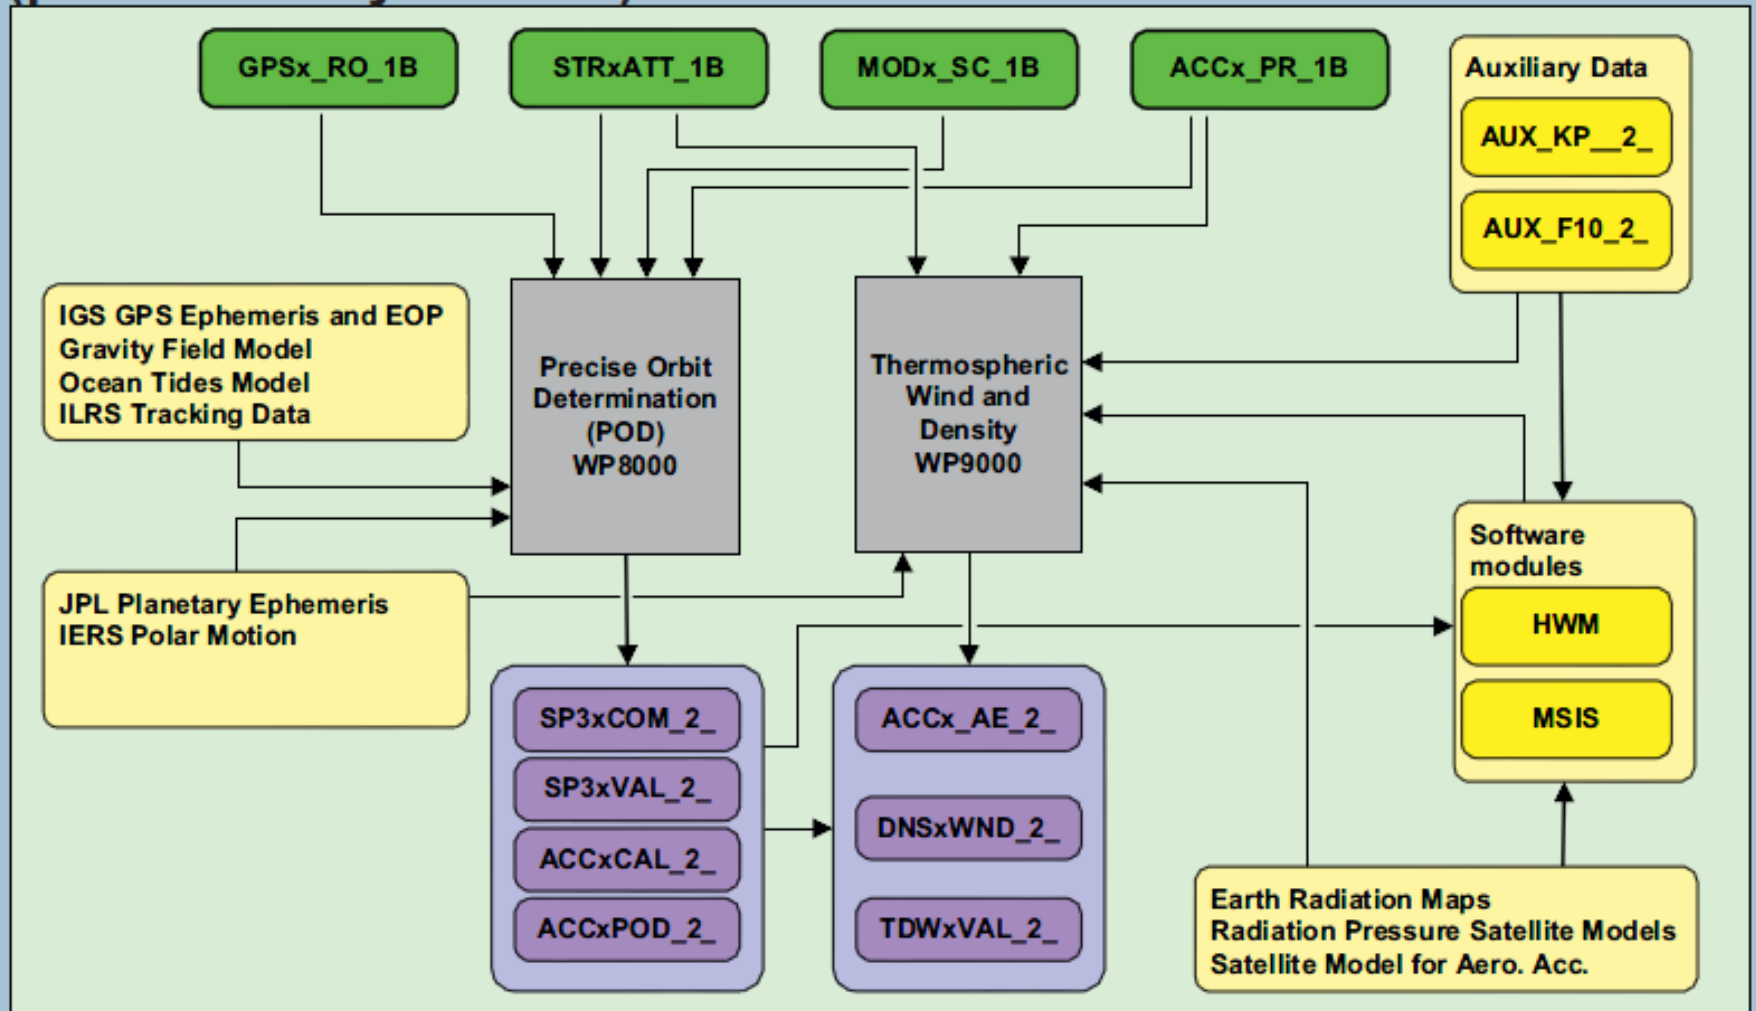 GPSx_RO_1B
STRxATT_1B
MODx_SC_1B
ACCx_PR_1B
Auxiliary Data
AUX_KP__2_
AUX_F10_2_
IGS GPS Ephemeris and EOP
Gravity Field Model
Ocean Tides Model
ILRS Tracking Data
Precise Orbit
Determination
(POD)
WP8000
Thermospheric
Wind and
Density
WP9000
JPL Planetary Ephemeris
IERS Polar Motion
Software
modules
HWM
MSIS
SP3xCOM_2_
SP3xVAL_2_
ACCxCAL_2_
ACCxPOD_2_
ACCx_AE_2_
DNSxWND_2_
TDWxVAL_2_
Earth Radiation Maps
Radiation Pressure Satellite Models
Satellite Model for Aero. Acc.